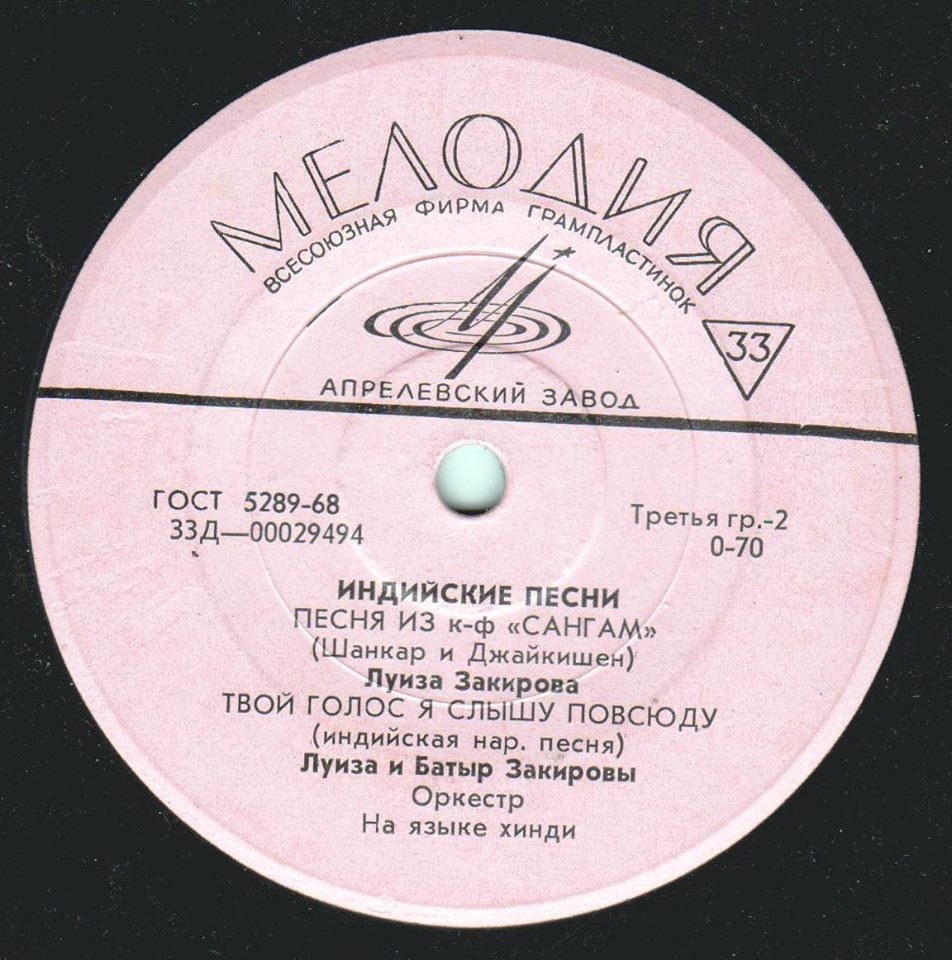 МЕЛОДИЯ
ВСЕСОЮЗНАЯ ФИРМА ГРАМПЛАСТИНОК
33
АПРЕЛЕВСКИЙ ЗАВОД
ГОСТ 5289-68
33Д—00029494
Третья гр.-2
0-70
ИНДИЙСКИЕ ПЕСНИ
ПЕСНЯ ИЗ к-ф «САНГАМ»
(Шанкар и Джайкишен)
Луиза Закирова
ТВОЙ ГОЛОС Я СЛЫШУ ПОВСЮДУ
(индийская нар. песня)
Луиза и Батыр Закировы
Оркестр
На языке хинди